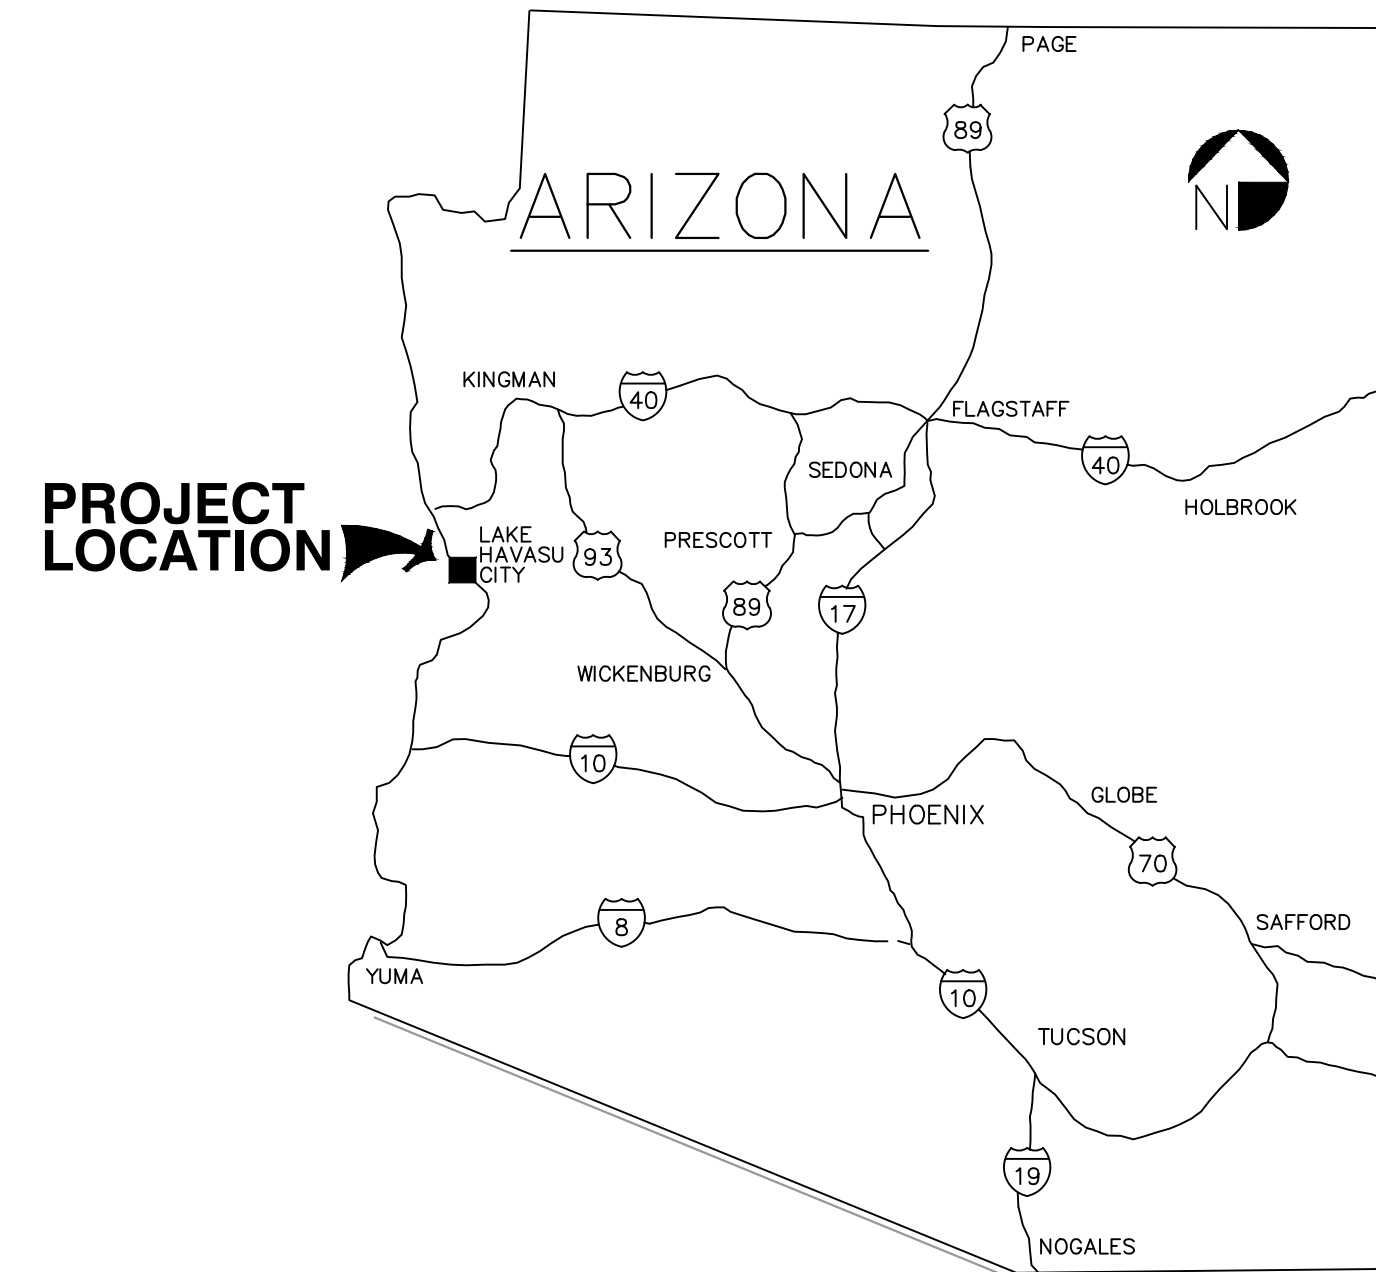 PAGE
89
N
ARIZONA
KINGMAN
40
FLAGSTAFF
40
SEDONA
HOLBROOK
PROJECT
LOCATION
LAKE
HAVASU
CITY
93
PRESCOTT
89
17
WICKENBURG
10
GLOBE
PHOENIX
70
8
SAFFORD
YUMA
10
TUCSON
19
NOGALES